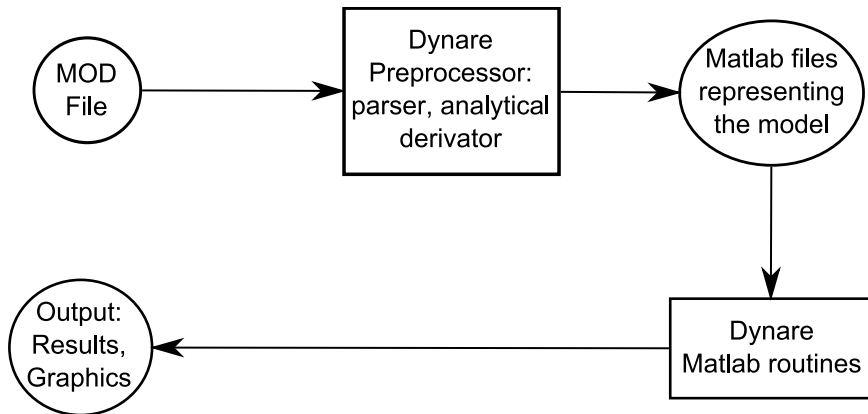 MOD
File
Dynare
Preprocessor:
parser, analytical
derivator
Matlab files
representing
the model
Dynare
Matlab routines
Output:
Results,
Graphics